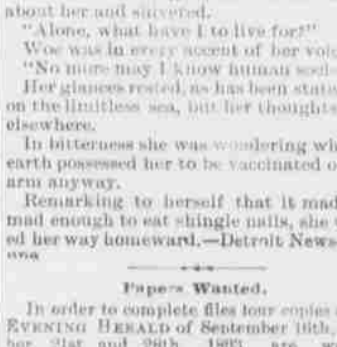 about her and shivered.
"Alone, what have I to live for?"
Woe was in every accent of her voic
"No more may I know human
Her glances rested, as has been state
on the limitless sea, but her thoughts
elsewhere.
In bitterness she was wondering wh
earth possessed her to be vaccinated o
arm anyway.
Remarking to herself that it mad
mad enough to eat shingle nails, she
ed her way homeward.—Detroit News
Papers Wanted.
In order to complete files four copies
EVENING HERALD of September 16th,
ber 21st and 28th, 1893, are w